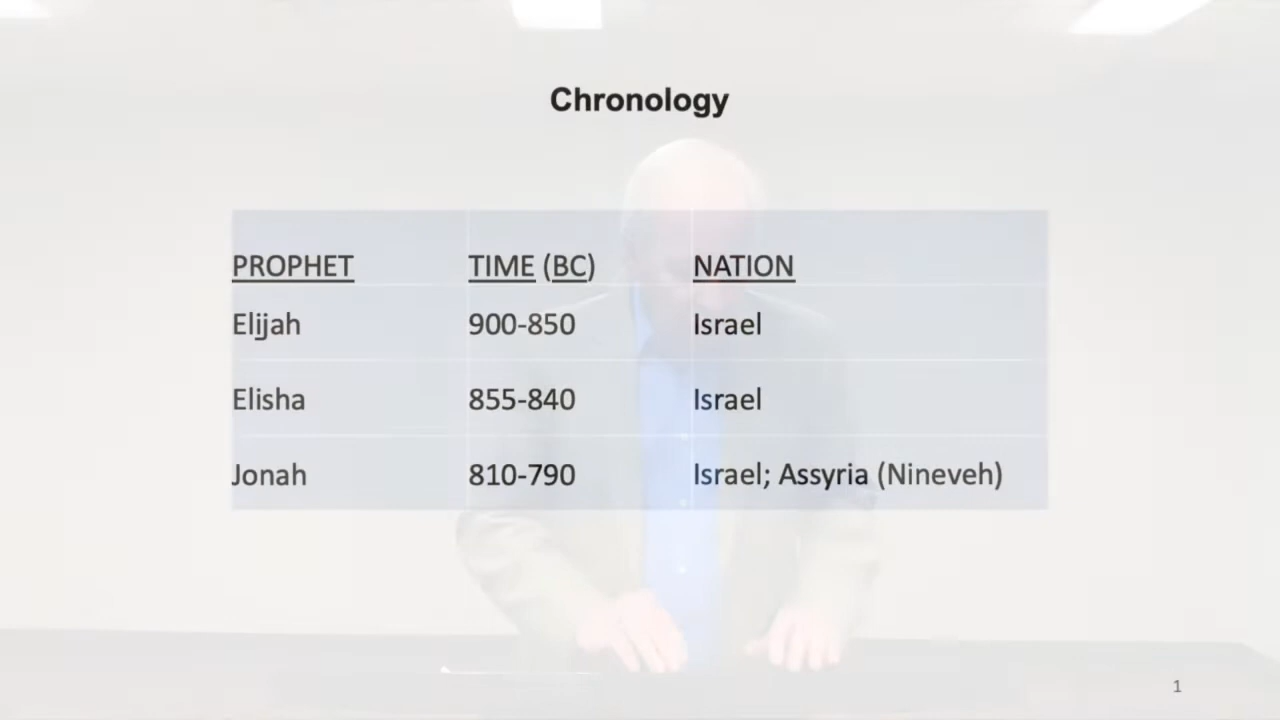 Chronology
PROPHET TIME (BC) NATION
Elijah 900-850 Israel
Elisha 855-840 Israel
Jonah 810-790 Israel; Assyria (Nineveh)
1